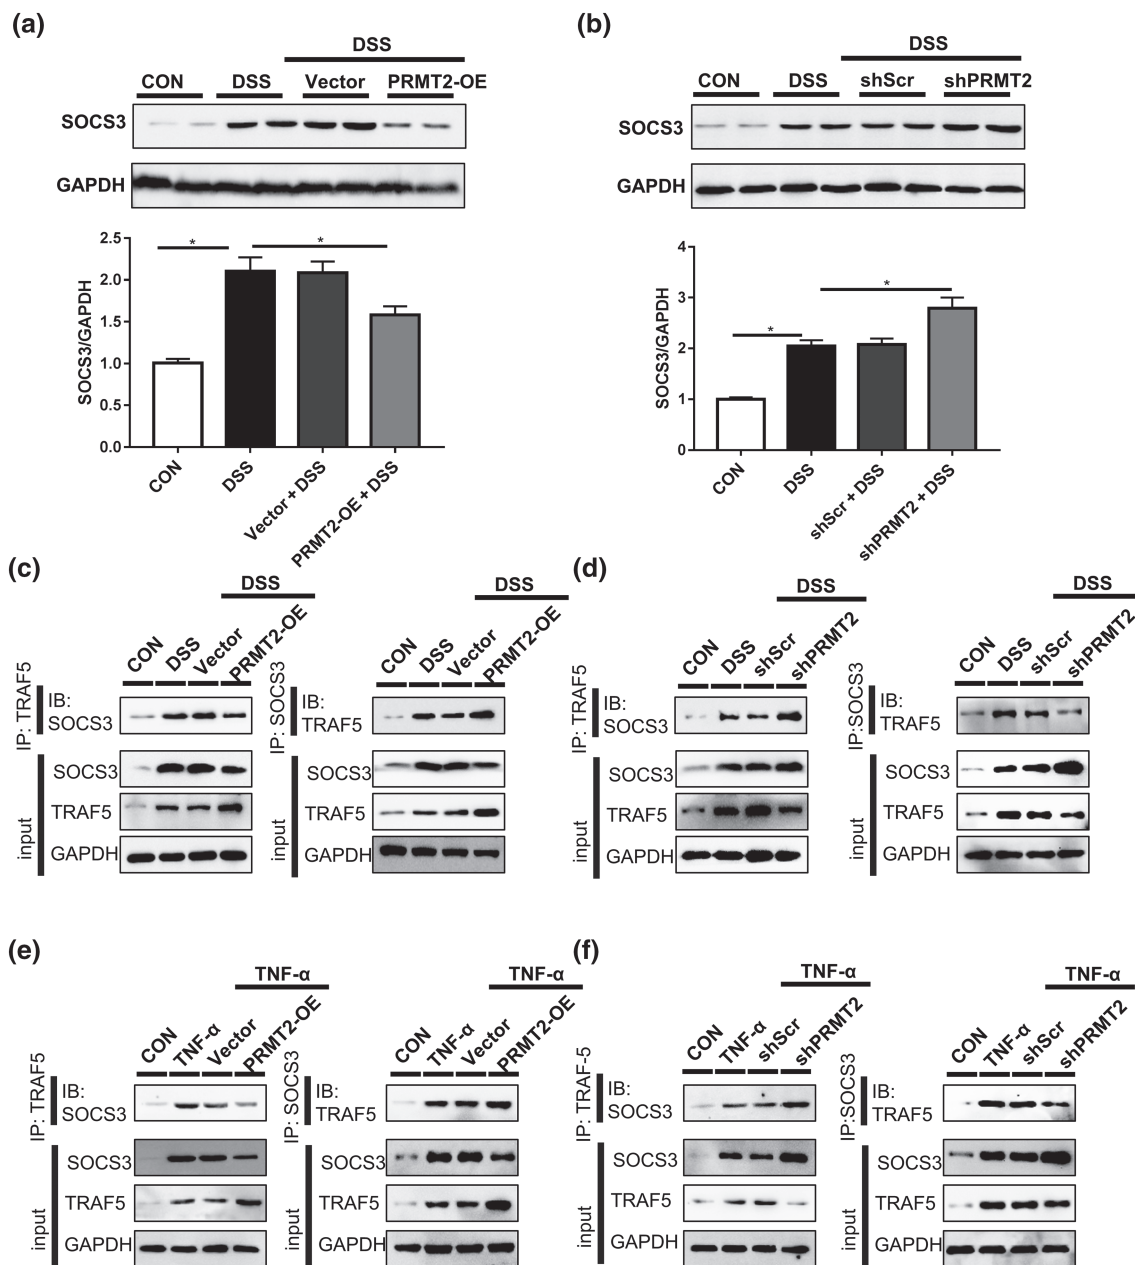 (a)
DSS
CON DSS Vector PRMT2-OE
SOCS3
GAPDH
2.5
2.0
1.5
1.0
0.5
0.0
SOCS3/GAPDH
* *
CON DSS Vector + DSS PRMT2-OE + DSS
(b)
DSS
CON DSS shScr shPRMT2
SOCS3
GAPDH
4
3
2
1
0
SOCS3/GAPDH
* *
CON DSS shScr + DSS shPRMT2 + DSS
(c)
DSS
CON DSS Vector PRMT2-OE
IP: TRAF5
IB:
SOCS3
input
SOCS3
TRAF5
GAPDH
DSS
CON DSS Vector PRMT2-OE
IP: SOCS3
IB:
TRAF5
SOCS3
TRAF5
GAPDH
input
(d)
DSS
CON DSS shScr shPRMT2
IP: TRAF5
IB:
SOCS3
SOCS3
TRAF5
GAPDH
input
DSS
CON DSS shScr shPRMT2
IP:SOCS3
IB:
TRAF5
SOCS3
TRAF5
GAPDH
input
(e)
TNF-α
CON TNF-α Vector PRMT2-OE
IP: TRAF5
IB:
SOCS3
SOCS3
TRAF5
GAPDH
input
TNF-α
CON TNF-α Vector PRMT2-OE
IP: SOCS3
IB:
TRAF5
SOCS3
TRAF5
GAPDH
input
(f)
TNF-α
CON TNF-α shScr shPRMT2
IP: TRAF-5
IB:
SOCS3
SOCS3
TRAF5
GAPDH
input
TNF-α
CON TNF-α shScr shPRMT2
IP:SOCS3
IB:
TRAF5
SOCS3
TRAF5
GAPDH
input